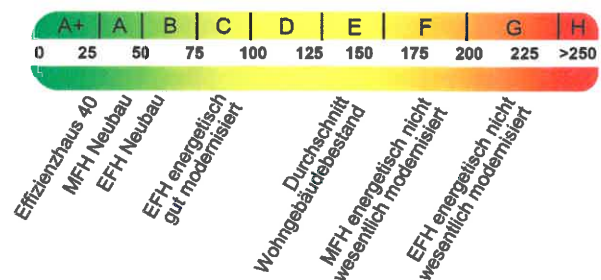 A+ A B C D E F G H
0 25 50 75 100 125 150 175 200 225 >250
Effizienzhaus 40
MFH Neubau
EFH Neubau
EFH energetisch
gut modernisiert
Durchschnitt
Wohngebäudebestand
MFH energetisch nicht
wesentlich modernisiert
EFH energetisch nicht
wesentlich modernisiert